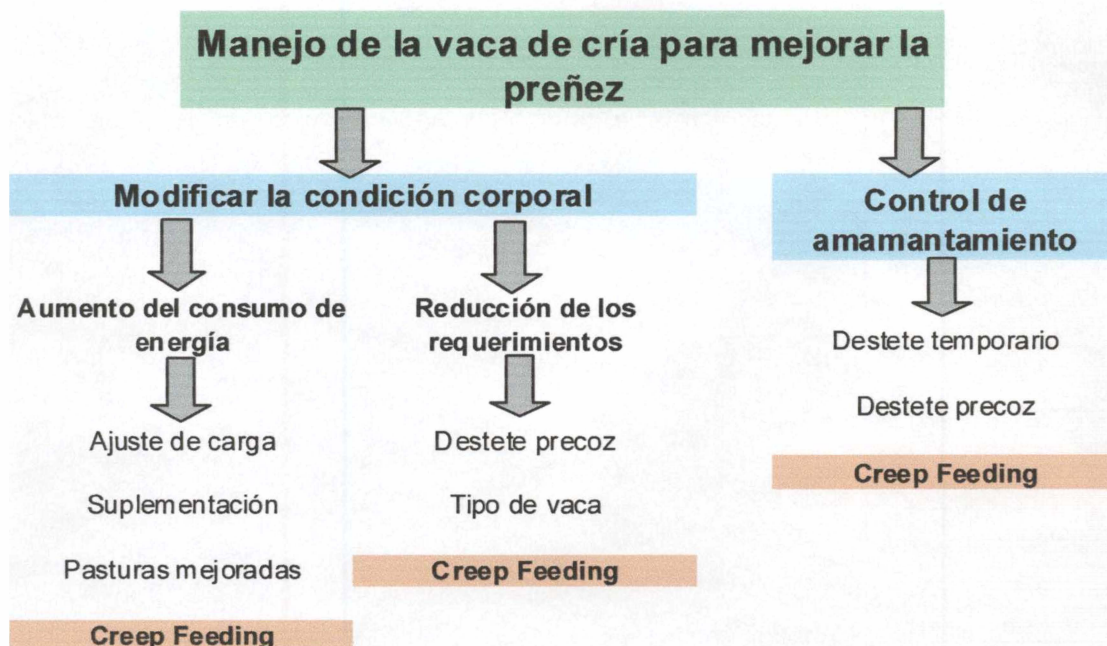 Manejo de la vaca de cría para mejorar la
preñez
Modificar la condición corporal
Aumento del consumo de
energía
Ajuste de carga
Suplementación
Pasturas mejoradas
Creep Feeding
Reducción de los
requerimientos
Destete precoz
Tipo de vaca
Creep Feeding
Control de
amamantamiento
Destete temporario
Destete precoz
Creep Feeding